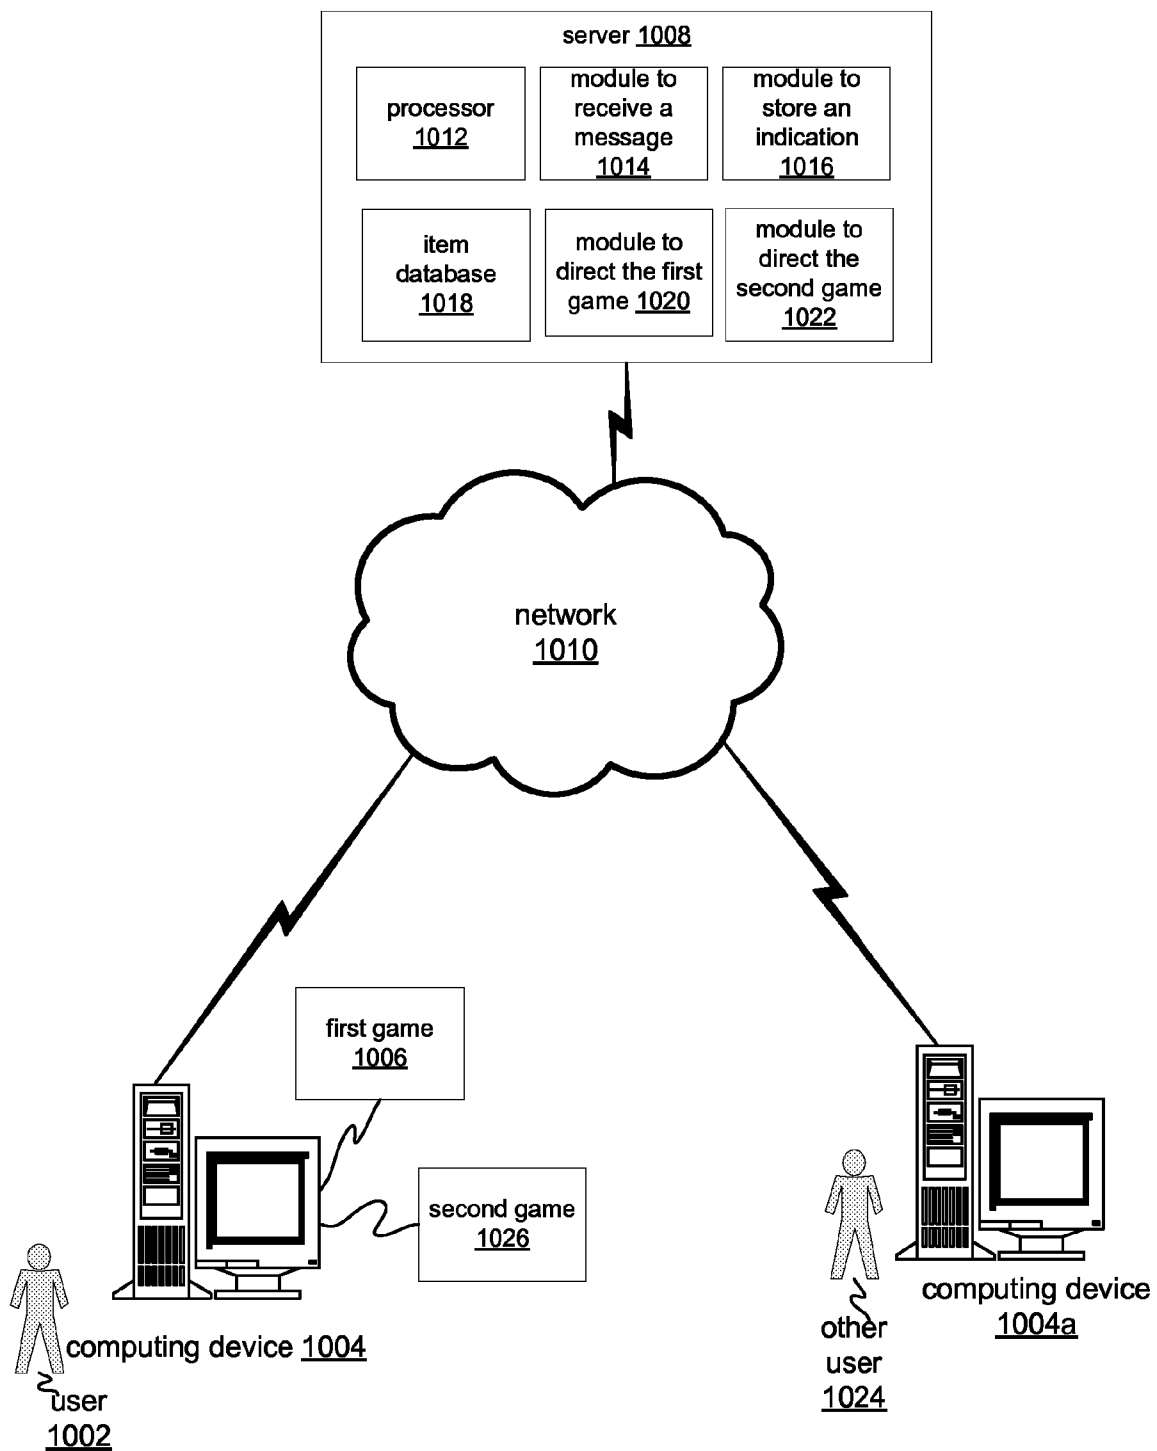 server 1008
processor
1012
module to
receive a
message
1014
module to
store an
indication
1016
item
database
1018
module to
direct the first
game 1020
module to
direct the
second game
1022
network
1010
first game
1006
second game
1026
computing device 1004
user
1002
other
user
1024
computing device
1004a